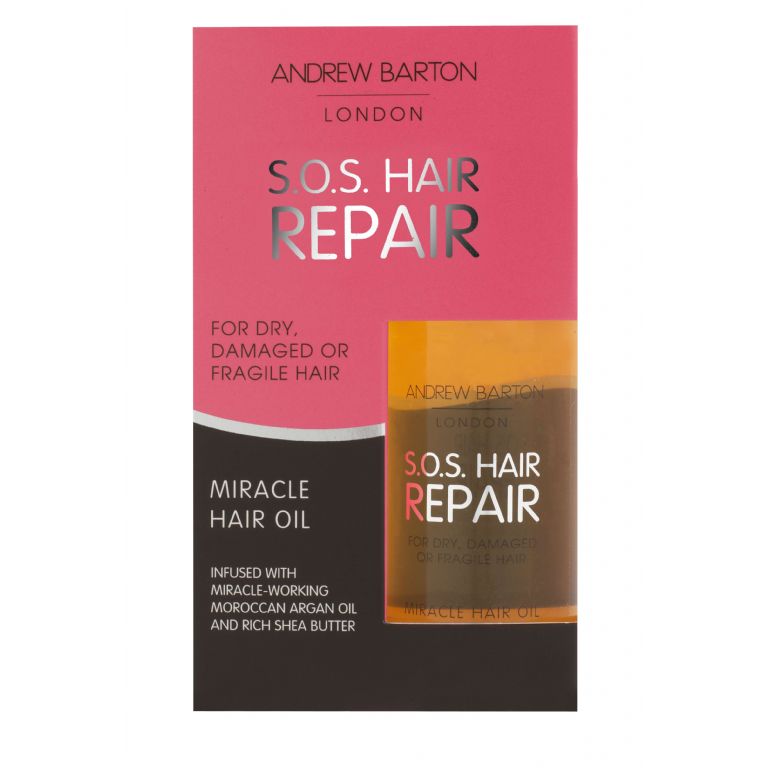 ANDREW BARTON
LONDON
S.O.S. HAIR
REPAIR
FOR DRY,
DAMAGED OR
FRAGILE HAIR
MIRACLE
HAIR OIL
INFUSED WITH
MIRACLE-WORKING
MOROCCAN ARGAN OIL
AND RICH SHEA BUTTER
ANDREW BARTON
LONDON
S.O.S. HAIR
REPAIR
FOR DRY, DAMAGED
OR FRAGILE HAIR
MIRACLE HAIR OIL